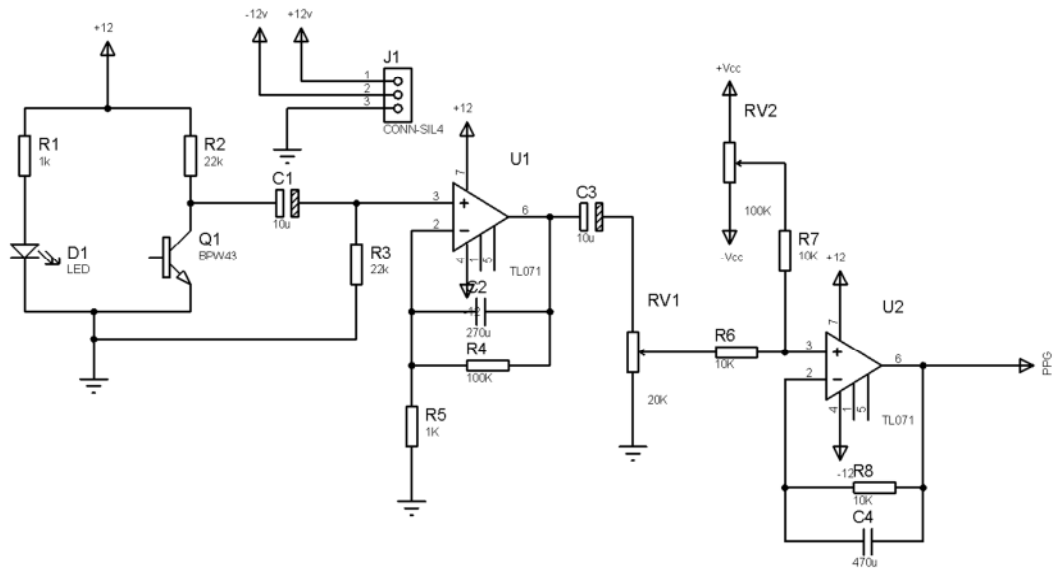 +12
R1
1k
R2
22k
D1
LED
Q1
BPW43
-12v
+12v
J1
1
2
3
CONN-SIL4
C1
10u
R3
22k
+12
U1
7
3
2
6
4
1
5
TL071
-12
C2
270u
R4
100K
R5
1K
C3
10u
RV1
20K
+Vcc
RV2
100K
-Vcc
R7
10K
R6
10K
+12
U2
7
3
2
6
4
1
5
TL071
-12
R8
10K
C4
470u
PPG